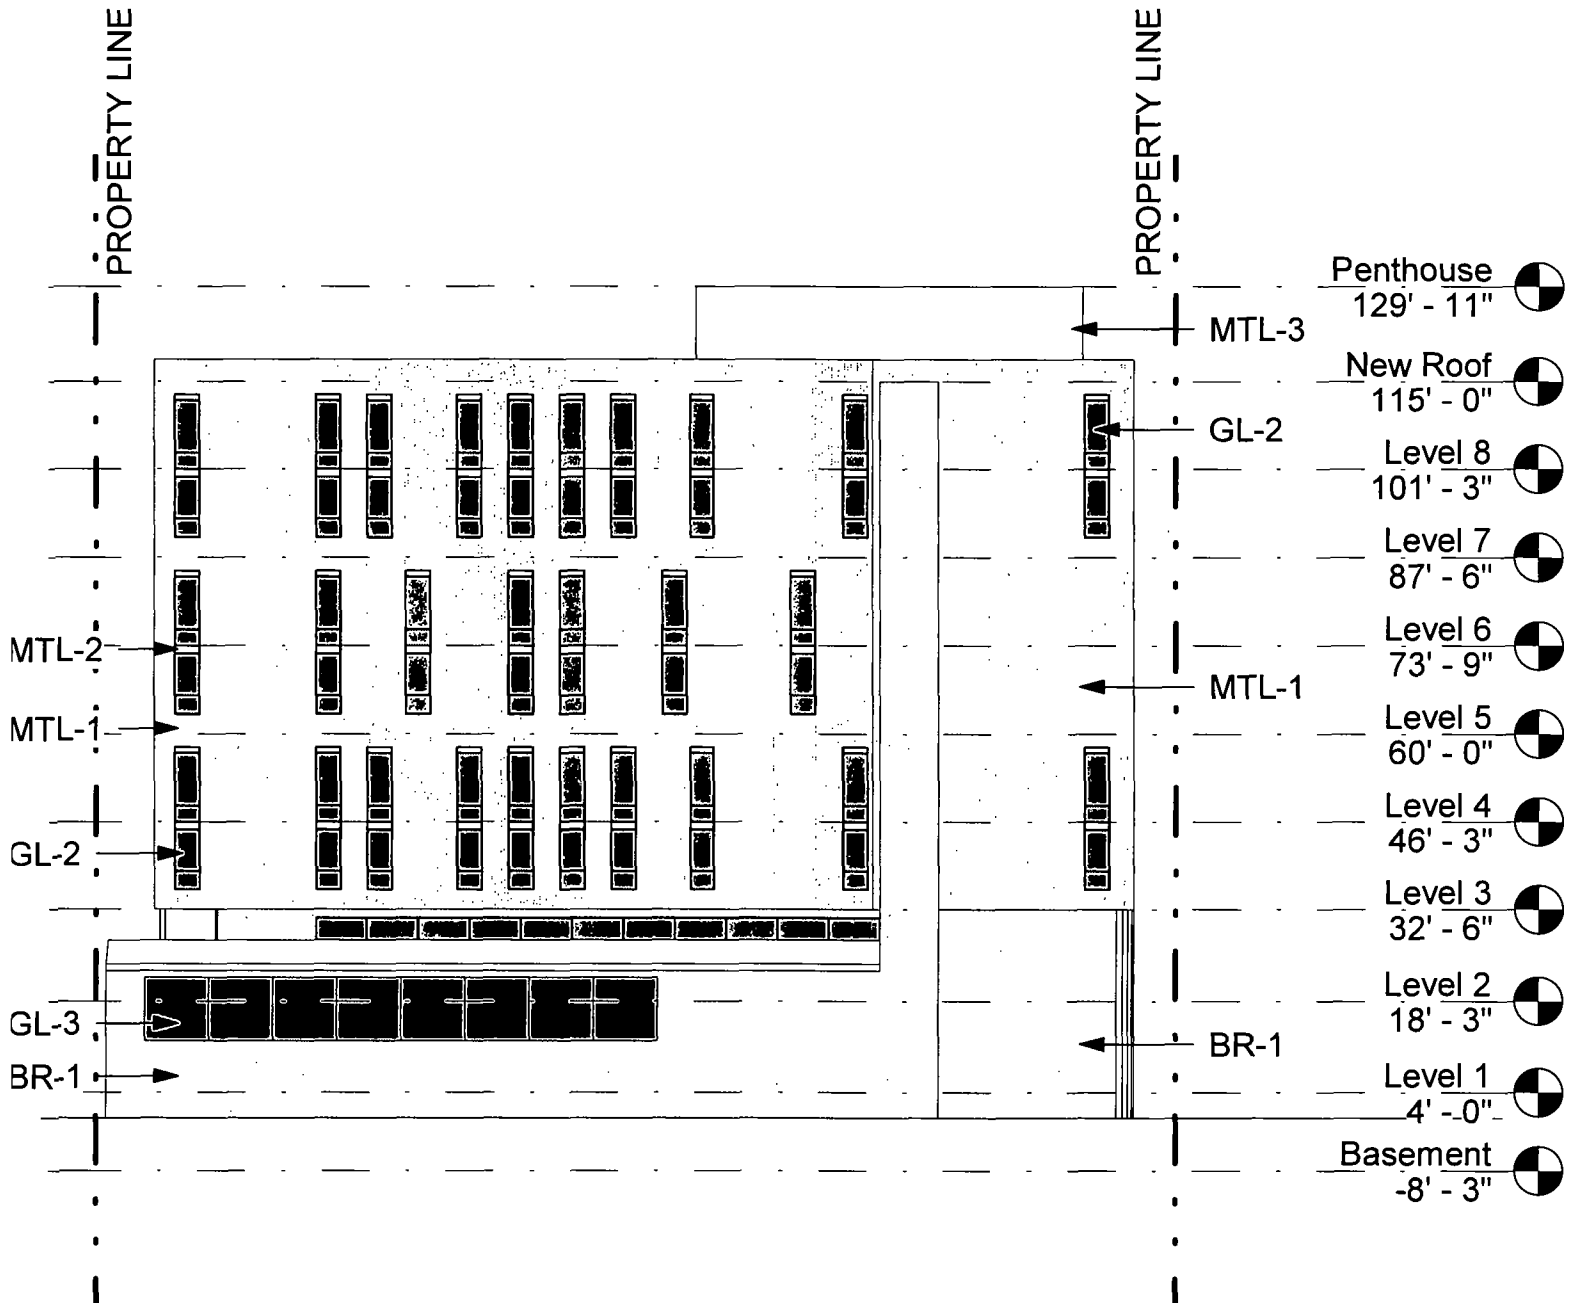 PROPERTY LINE
PROPERTY LINE
Penthouse
129' - 11"
MTL-3
New Roof
115' - 0"
GL-2
Level 8
101' - 3"
Level 7
87' - 6"
Level 6
73' - 9"
MTL-2
MTL-1
MTL-1
Level 5
60' - 0"
Level 4
46' - 3"
GL-2
Level 3
32' - 6"
Level 2
18' - 3"
GL-3
BR-1
BR-1
Level 1
4' - 0"
Basement
-8' - 3"